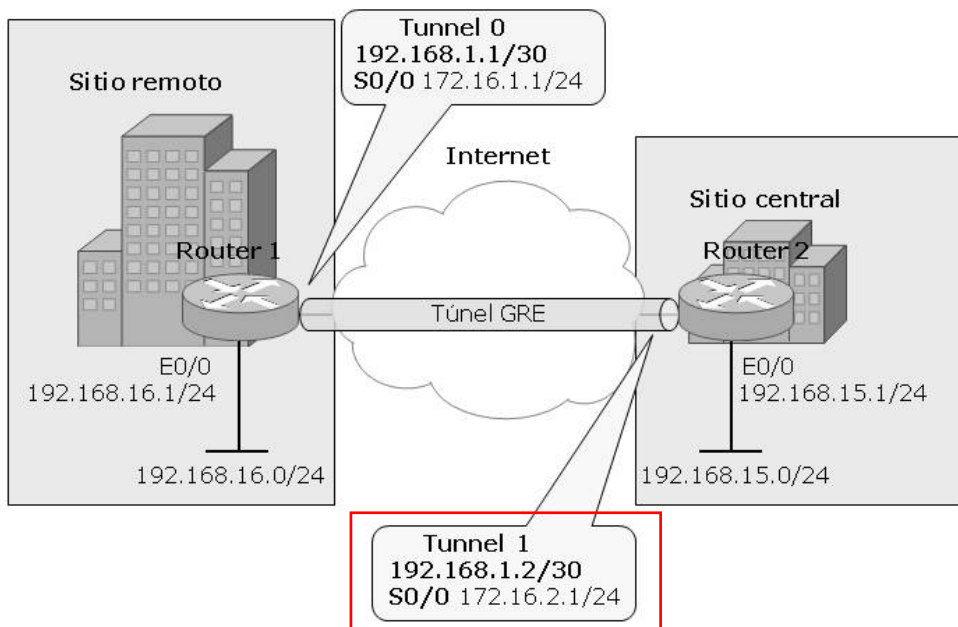 Tunnel 0
192.168.1.1/30
S0/0 172.16.1.1/24
Sitio remoto
Internet
Sitio central
Router 1
Router 2
Túnel GRE
E0/0
192.168.16.1/24
E0/0
192.168.15.1/24
192.168.16.0/24
192.168.15.0/24
Tunnel 1
192.168.1.2/30
S0/0 172.16.2.1/24